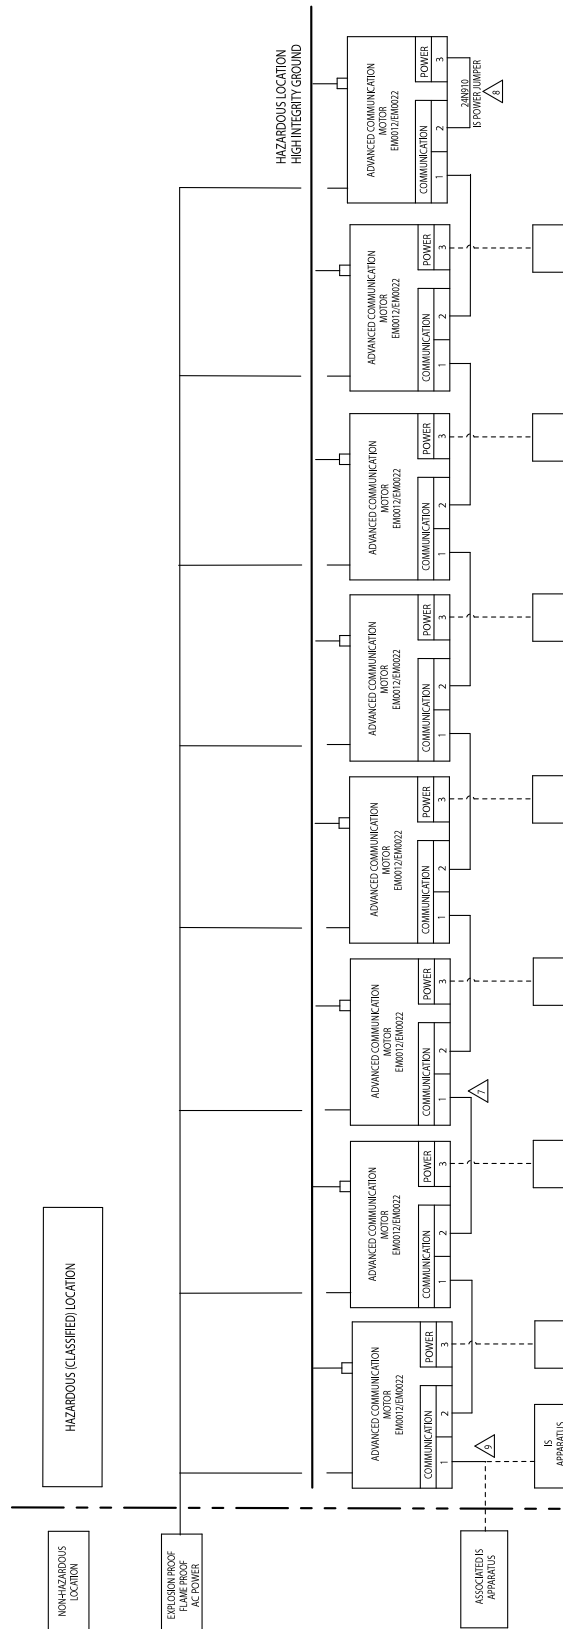 NON-HAZARDOUS
LOCATION
HAZARDOUS (CLASSIFIED) LOCATION
EXPLOSION PROOF
FLAME PROOF
AC POWER
HAZARDOUS LOCATION
HIGH INTEGRITY GROUND
ADVANCED COMMUNICATION
MOTOR
EM0012/EM0022
COMMUNICATION
POWER
1 2 3
ADVANCED COMMUNICATION
MOTOR
EM0012/EM0022
COMMUNICATION
POWER
1 2 3
ADVANCED COMMUNICATION
MOTOR
EM0012/EM0022
COMMUNICATION
POWER
1 2 3
ADVANCED COMMUNICATION
MOTOR
EM0012/EM0022
COMMUNICATION
POWER
1 2 3
ADVANCED COMMUNICATION
MOTOR
EM0012/EM0022
COMMUNICATION
POWER
1 2 3
ADVANCED COMMUNICATION
MOTOR
EM0012/EM0022
COMMUNICATION
POWER
1 2 3
ADVANCED COMMUNICATION
MOTOR
EM0012/EM0022
COMMUNICATION
POWER
1 2 3
ADVANCED COMMUNICATION
MOTOR
EM0012/EM0022
COMMUNICATION
POWER
1 2 3
24N910
IS POWER JUMPER
8
7
9
ASSOCIATED IS
APPARATUS
IS
APPARATUS